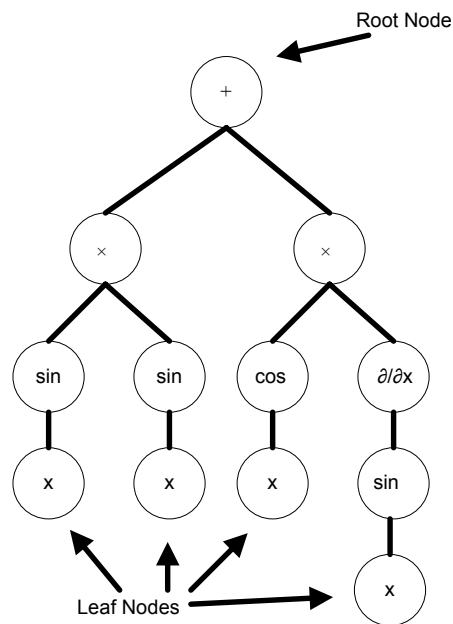 Root Node
+
× ×
sin sin cos ∂/∂x
x x x sin
x
Leaf Nodes